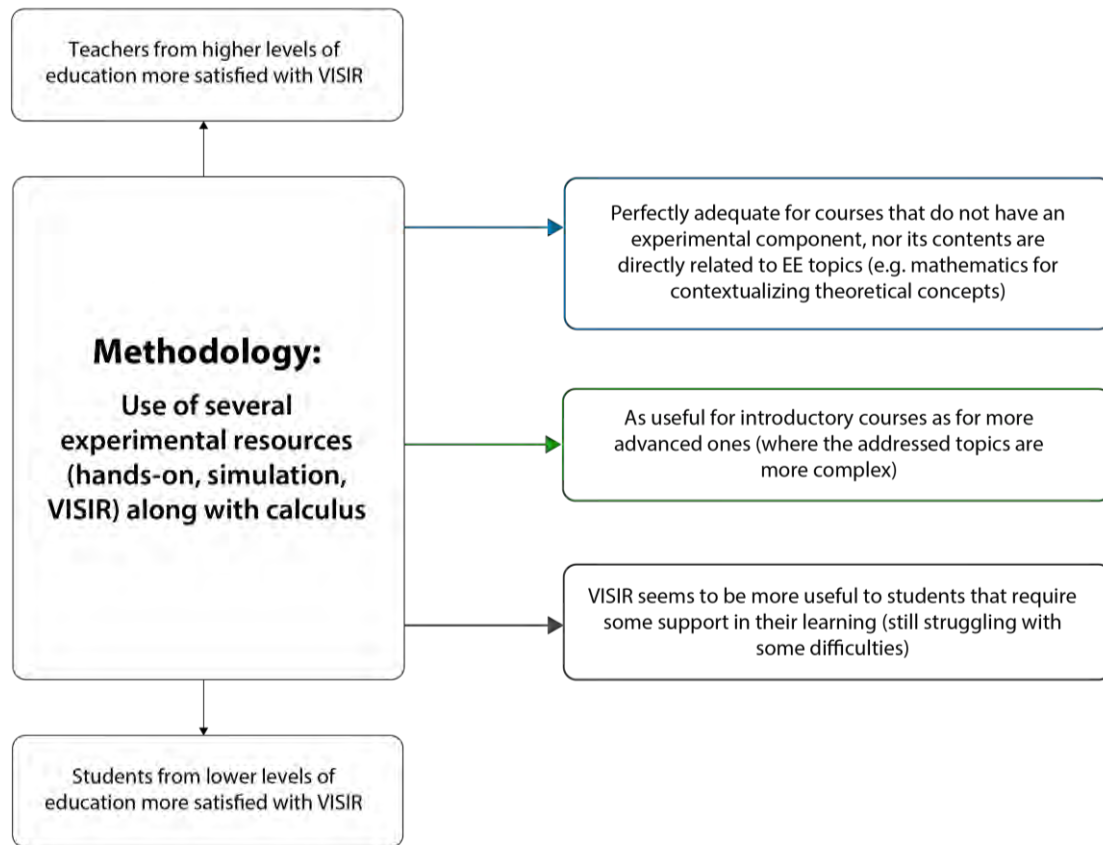 Teachers from higher levels of
education more satisfied with VISIR
Methodology:
Use of several
experimental resources
(hands-on, simulation,
VISIR) along with calculus
Perfectly adequate for courses that do not have an
experimental component, nor its contents are
directly related to EE topics (e.g. mathematics for
contextualizing theoretical concepts)
As useful for introductory courses as for more
advanced ones (where the addressed topics are
more complex)
VISIR seems to be more useful to students that require
some support in their learning (still struggling with
some difficulties)
Students from lower levels of
education more satisfied with VISIR